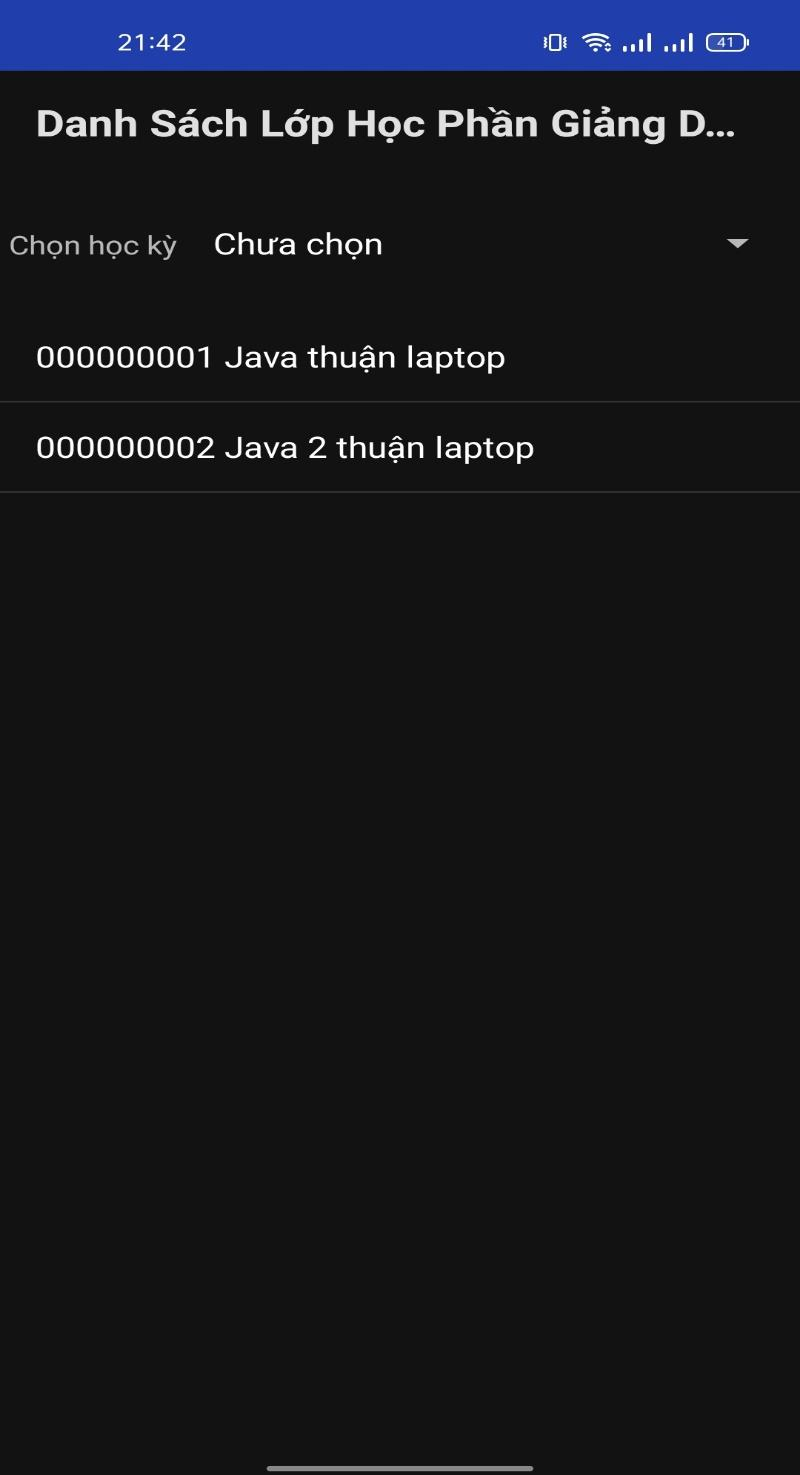 21:42 41
Danh Sách Lớp Học Phần Giảng D...
Chọn học kỳ Chưa chọn
000000001 Java thuận laptop
000000002 Java 2 thuận laptop